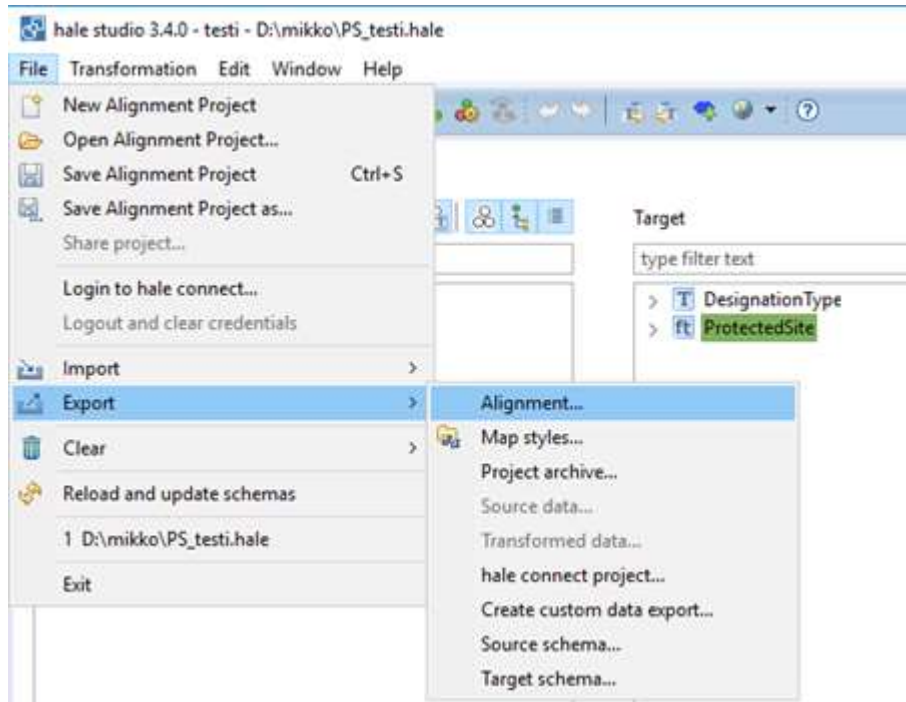 hale studio 3.4.0 - testi - D:\mikko\PS_testi.hale
File Transformation Edit Window Help
New Alignment Project
Open Alignment Project...
Save Alignment Project Ctrl+S
Save Alignment Project as...
Share project...
Login to hale connect...
Logout and clear credentials
Import
Export
Clear
Reload and update schemas
1 D:\mikko\PS_testi.hale
Exit
Alignment...
Map styles...
Project archive...
Source data...
Transformed data...
hale connect project...
Create custom data export...
Source schema...
Target schema...
Target
type filter text
T DesignationType
ft ProtectedSite